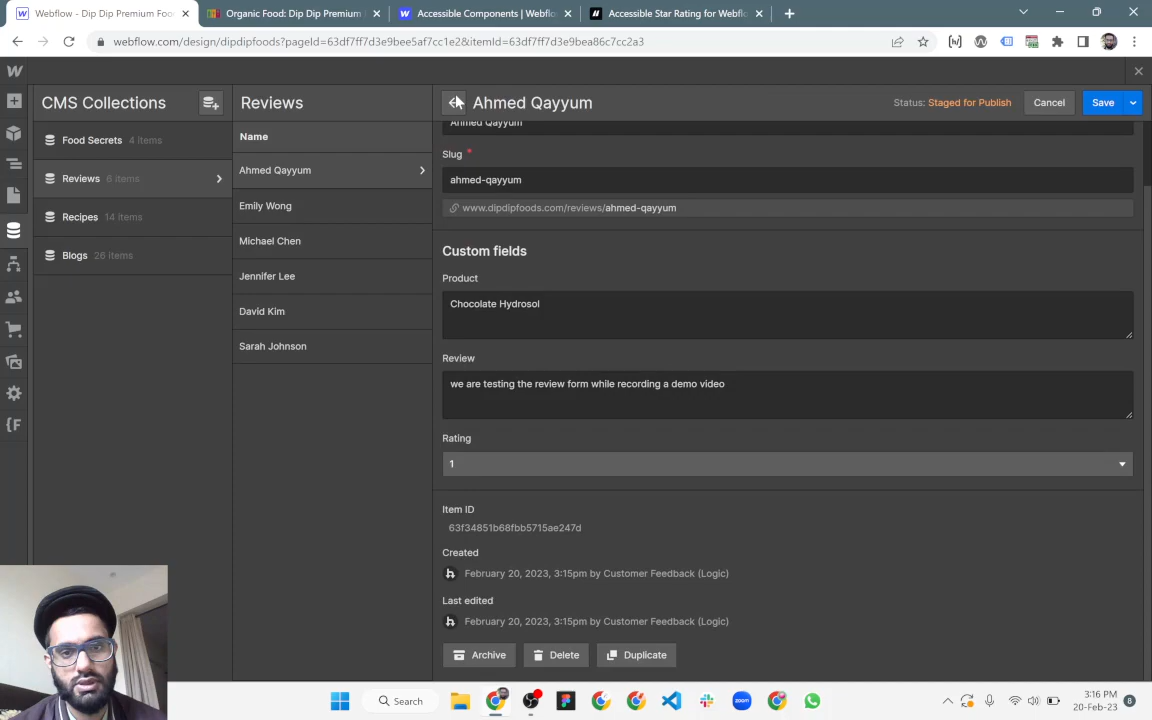 Webflow - Dip Dip Premium Foo
Organic Food: Dip Dip Premium
Accessible Components | Webflo
Accessible Star Rating for Webflo
webflow.com/design/dipdipfoods?pageId=63df7ff7d3e9bee5af7cc1e2&itemId=63df7ff7d3e9bea86c7cc2a3
CMS Collections
Reviews
Ahmed Qayyum
Status: Staged for Publish
Cancel
Save
Food Secrets 4 items
Reviews 6 items
Recipes 14 items
Blogs 26 items
Name
Ahmed Qayyum
Emily Wong
Michael Chen
Jennifer Lee
David Kim
Sarah Johnson
Ahmed Qayyum
Slug *
ahmed-qayyum
www.dipdipfoods.com/reviews/ahmed-qayyum
Custom fields
Product
Chocolate Hydrosol
Review
we are testing the review form while recording a demo video
Rating
1
Item ID
63f34851b68fbb5715ae247d
Created
February 20, 2023, 3:15pm by Customer Feedback (Logic)
Last edited
February 20, 2023, 3:15pm by Customer Feedback (Logic)
Archive
Delete
Duplicate
Search
zoom
3:16 PM
20-Feb-23
8